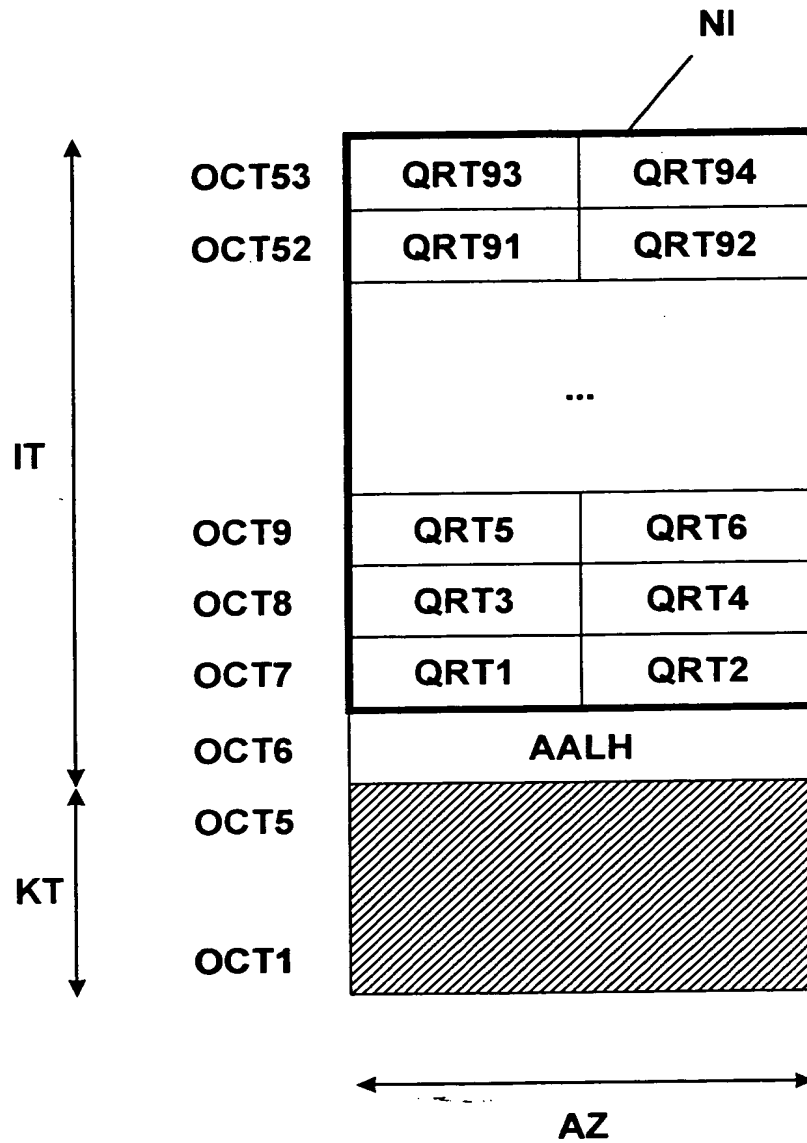 NI
OCT53 QRT93 QRT94
OCT52 QRT91 QRT92
...
IT
OCT9 QRT5 QRT6
OCT8 QRT3 QRT4
OCT7 QRT1 QRT2
OCT6 AALH
OCT5
KT
OCT1
AZ